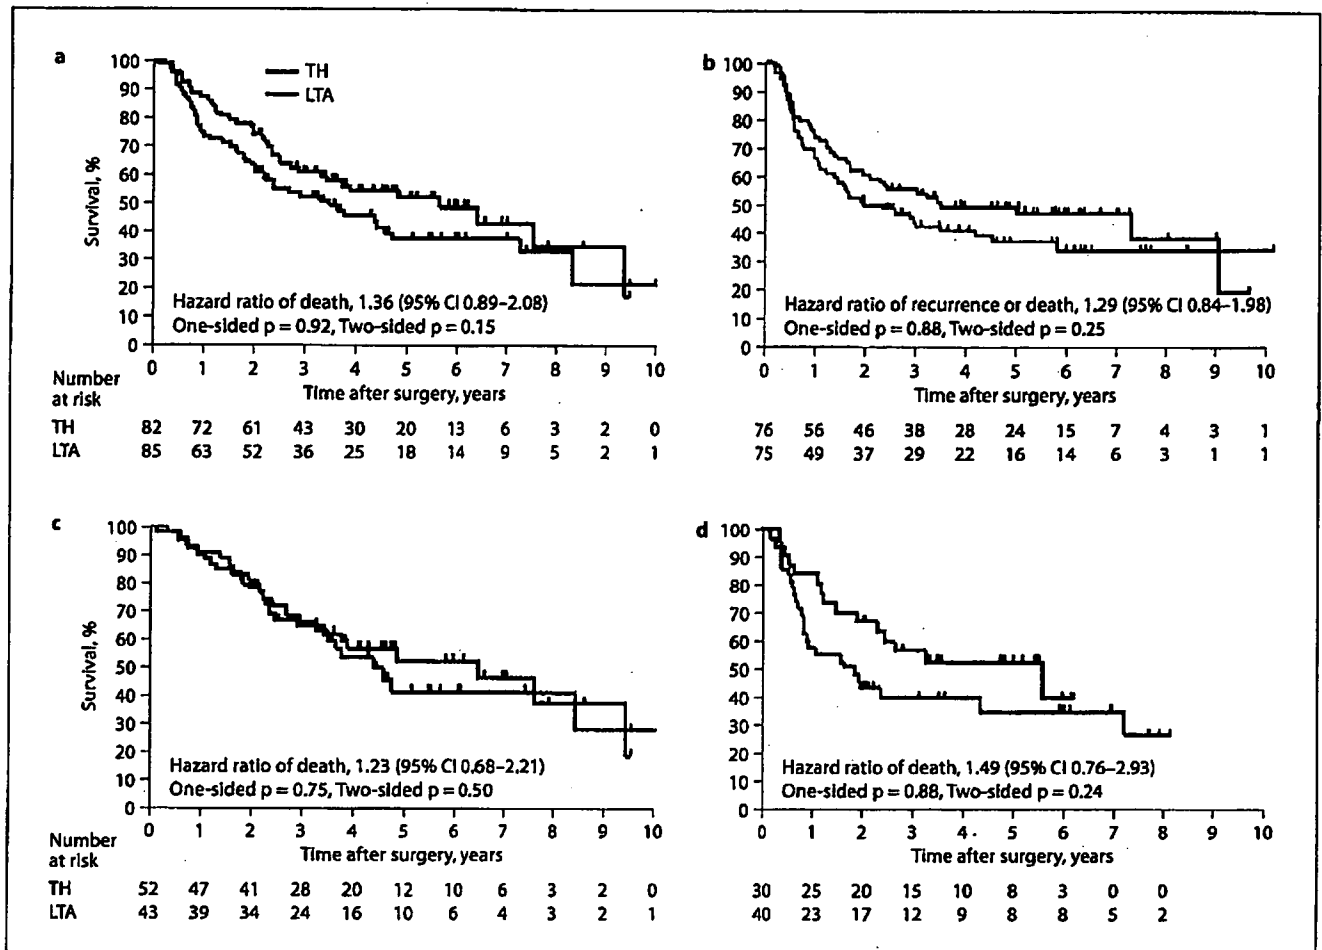 a
TH
LTA
Survival, %
100
90
80
70
60
50
40
30
20
10
0
Hazard ratio of death, 1.36 (95% CI 0.89–2.08)
One-sided p = 0.92, Two-sided p = 0.15
0 1 2 3 4 5 6 7 8 9 10
Time after surgery, years
Number
at risk
TH 82 72 61 43 30 20 13 6 3 2 0
LTA 85 63 52 36 25 18 14 9 5 2 1
b
100
90
80
70
60
50
40
30
20
10
0
Hazard ratio of recurrence or death, 1.29 (95% CI 0.84–1.98)
One-sided p = 0.88, Two-sided p = 0.25
0 1 2 3 4 5 6 7 8 9 10
Time after surgery, years
76 56 46 38 28 24 15 7 4 3 1
75 49 37 29 22 16 14 6 3 1 1
c
Survival, %
100
90
80
70
60
50
40
30
20
10
0
Hazard ratio of death, 1.23 (95% CI 0.68–2.21)
One-sided p = 0.75, Two-sided p = 0.50
0 1 2 3 4 5 6 7 8 9 10
Time after surgery, years
Number
at risk
TH 52 47 41 28 20 12 10 6 3 2 0
LTA 43 39 34 24 16 10 6 4 3 2 1
d
100
90
80
70
60
50
40
30
20
10
0
Hazard ratio of death, 1.49 (95% CI 0.76–2.93)
One-sided p = 0.88, Two-sided p = 0.24
0 1 2 3 4 5 6 7 8 9 10
Time after surgery, years
30 25 20 15 10 8 3 0 0
40 23 17 12 9 8 8 5 2